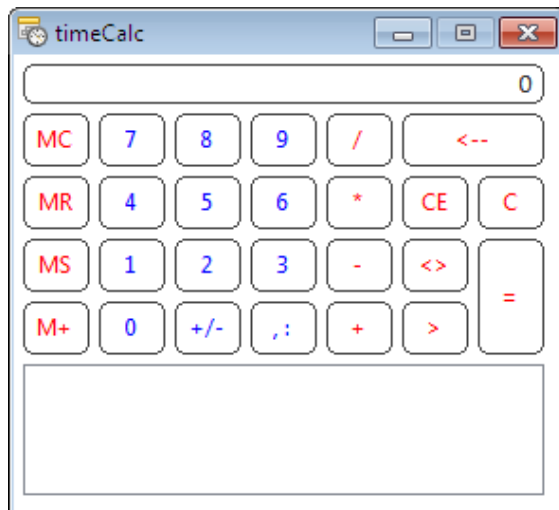 timeCalc
0
MC 7 8 9 / <--
MR 4 5 6 * CE C
MS 1 2 3 - <>
=
M+ 0 +/- ,: + >